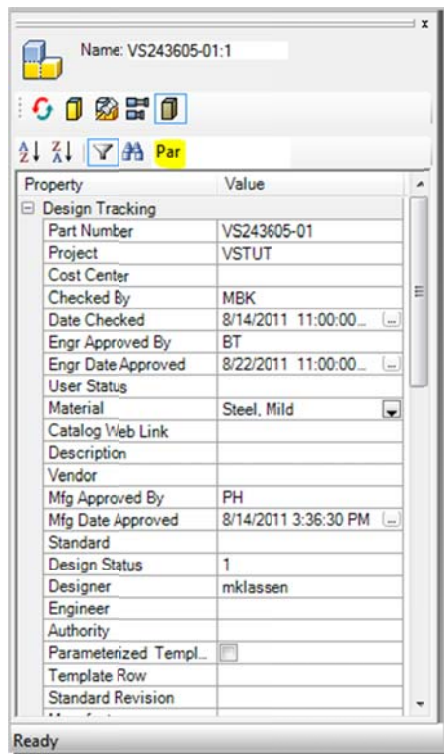 x
Name: VS243605-01:1
Par
Property Value
Design Tracking
Part Number VS243605-01
Project VSTUT
Cost Center
Checked By MBK
Date Checked 8/14/2011 11:00:00... ...
Engr Approved By BT
Engr Date Approved 8/22/2011 11:00:00... ...
User Status
Material Steel, Mild
Catalog Web Link
Description
Vendor
Mfg Approved By PH
Mfg Date Approved 8/14/2011 3:36:30 PM ...
Standard
Design Status 1
Designer mklassen
Engineer
Authority
Parameterized Templ...
Template Row
Standard Revision
Ready